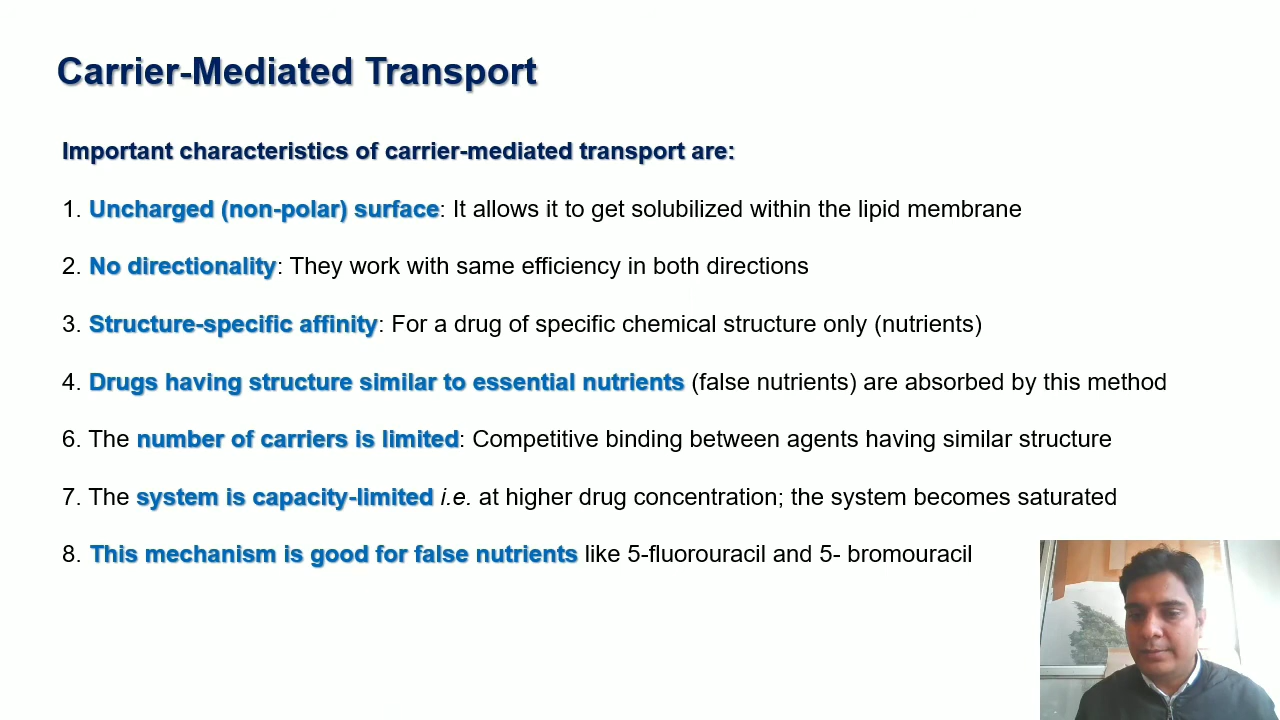 Carrier-Mediated Transport
Important characteristics of carrier-mediated transport are:
1. Uncharged (non-polar) surface: It allows it to get solubilized within the lipid membrane
2. No directionality: They work with same efficiency in both directions
3. Structure-specific affinity: For a drug of specific chemical structure only (nutrients)
4. Drugs having structure similar to essential nutrients (false nutrients) are absorbed by this method
6. The number of carriers is limited: Competitive binding between agents having similar structure
7. The system is capacity-limited i.e. at higher drug concentration; the system becomes saturated
8. This mechanism is good for false nutrients like 5-fluorouracil and 5- bromouracil